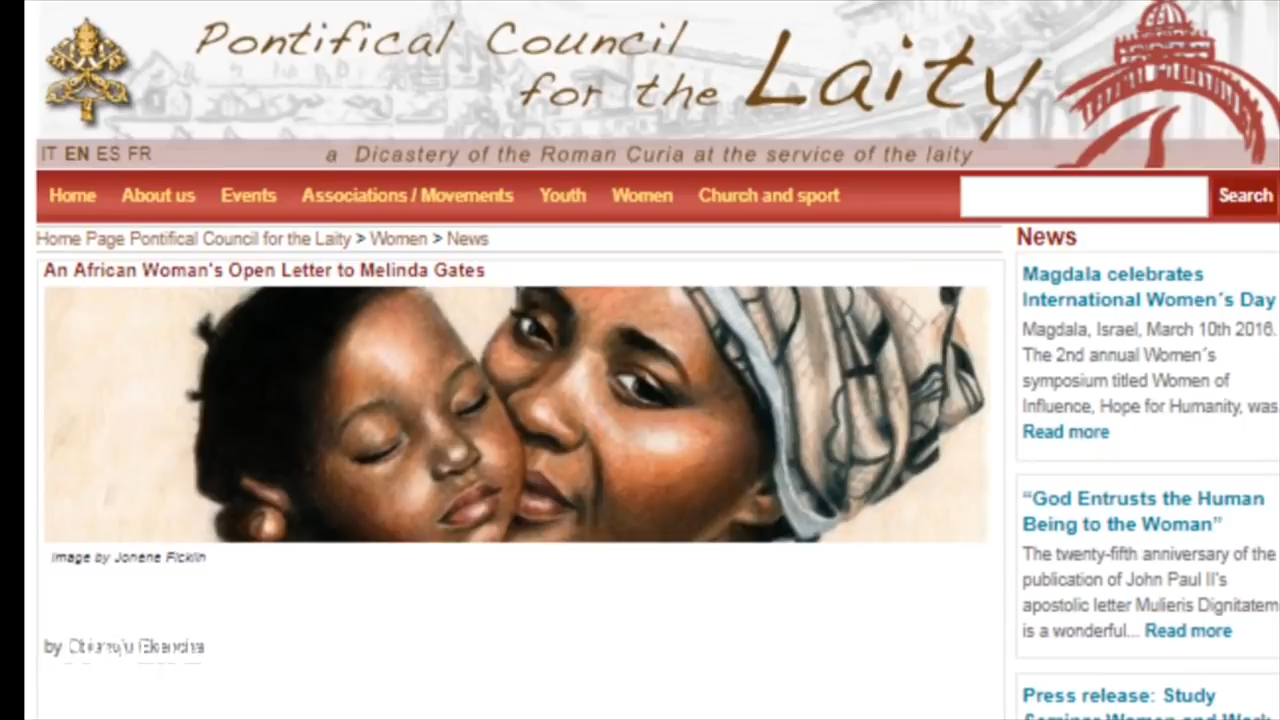 Pontifical Council
for the Laity
IT EN ES FR
a Dicastery of the Roman Curia at the service of the laity
Home About us Events Associations / Movements Youth Women Church and sport
Search
Home Page Pontifical Council for the Laity > Women > News
An African Woman's Open Letter to Melinda Gates
Image by Jonene Ficklin
by
News
Magdala celebrates
International Women´s Day
Magdala, Israel, March 10th 2016.
The 2nd annual Women´s
symposium titled Women of
Influence, Hope for Humanity, was
Read more
“God Entrusts the Human
Being to the Woman”
The twenty-fifth anniversary of the
publication of John Paul II's
apostolic letter Mulieris Dignitatem
is a wonderful... Read more
Press release: Study
Seminar Women and Work